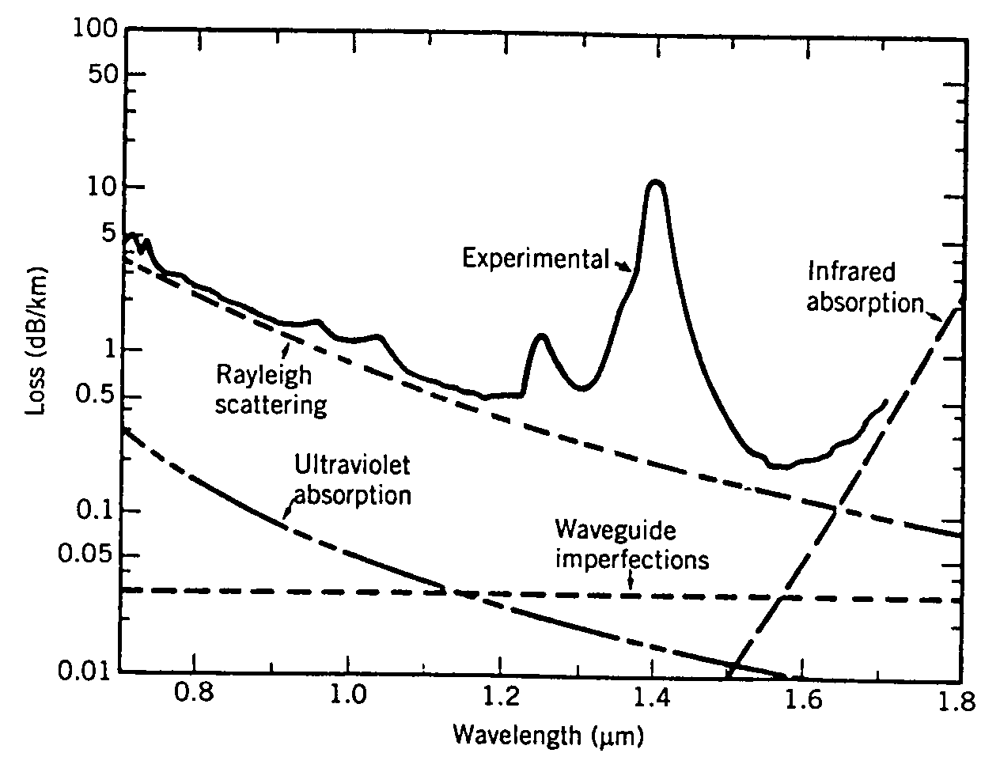 100
50
10
5
1
0.5
0.1
0.05
0.01
Loss (dB/km)
Experimental
Infrared
absorption
Rayleigh
scattering
Ultraviolet
absorption
Waveguide
imperfections
0.8 1.0 1.2 1.4 1.6 1.8
Wavelength (μm)